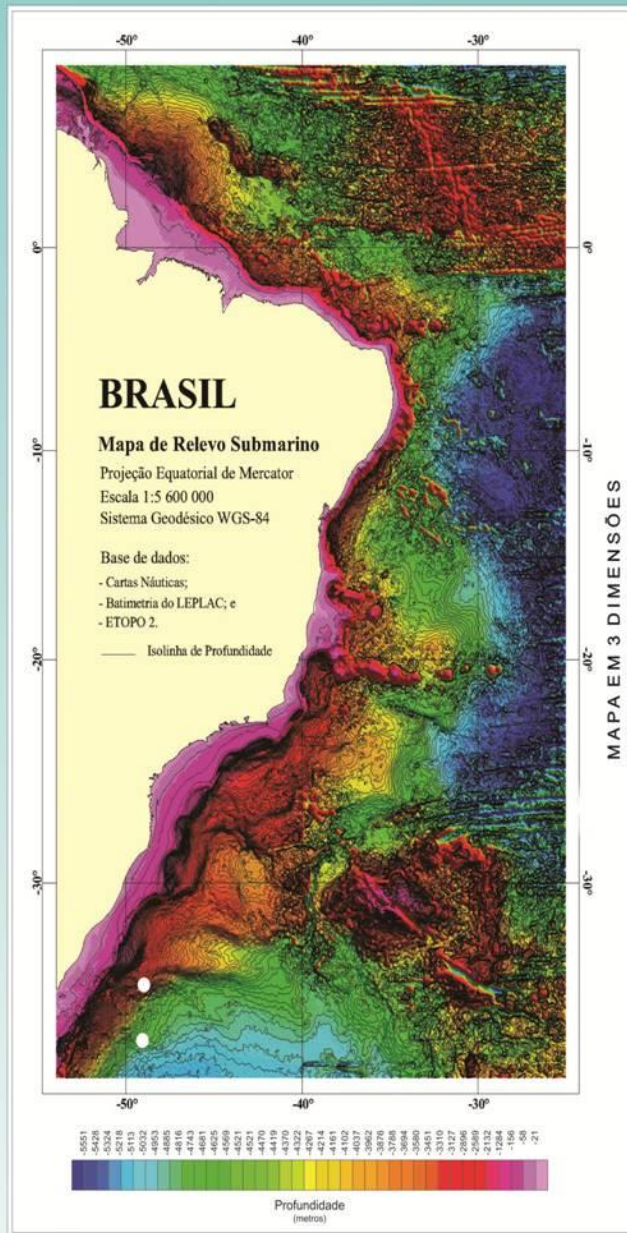 -50° -40° -30°
0° 0°
BRASIL
Mapa de Relevo Submarino
Projeção Equatorial de Mercator
Escala 1:5 600 000
Sistema Geodésico WGS-84
Base de dados:
- Cartas Náuticas;
- Batimetria do LEPLAC; e
- ETOPO 2.
Isolinha de Profundidade
-10° -10°
-20° -20°
-30° -30°
MAPA EM 3 DIMENSÕES
-50° -40° -30°
-5551 -5428 -5324 -5218 -5113 -5032 -4953 -4885 -4816 -4743 -4681 -4625 -4569 -4521 -4521 -4470 -4419 -4370 -4322 -4267 -4214 -4161 -4102 -4037 -3962 -3876 -3788 -3694 -3580 -3451 -3310 -3127 -2896 -2589 -2132 -1284 -156 -58 -21
Profundidade
(metros)